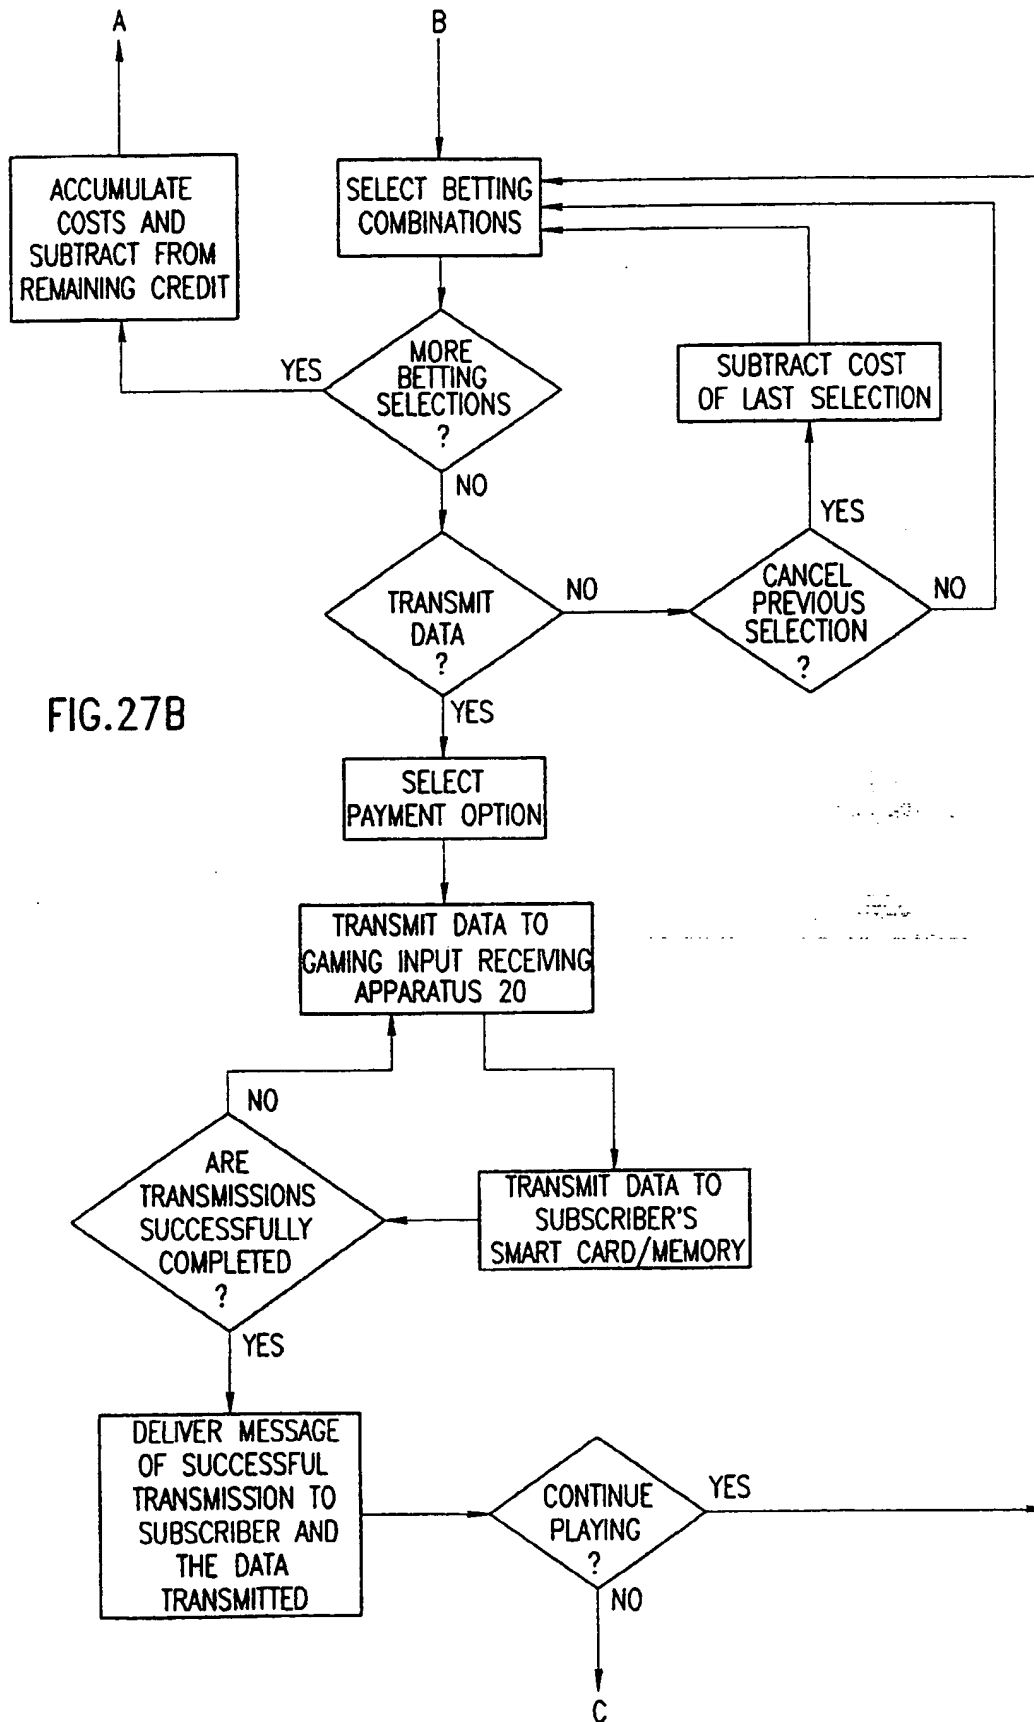 A
B
ACCUMULATE
COSTS AND
SUBTRACT FROM
REMAINING CREDIT
SELECT BETTING
COMBINATIONS
YES
MORE
BETTING
SELECTIONS
?
SUBTRACT COST
OF LAST SELECTION
NO
YES
TRANSMIT
DATA
?
NO
CANCEL
PREVIOUS
SELECTION
?
NO
FIG.27B
YES
SELECT
PAYMENT OPTION
TRANSMIT DATA TO
GAMING INPUT RECEIVING
APPARATUS 20
NO
ARE
TRANSMISSIONS
SUCCESSFULLY
COMPLETED
?
TRANSMIT DATA TO
SUBSCRIBER'S
SMART CARD/MEMORY
YES
DELIVER MESSAGE
OF SUCCESSFUL
TRANSMISSION TO
SUBSCRIBER AND
THE DATA
TRANSMITTED
CONTINUE
PLAYING
?
YES
NO
C